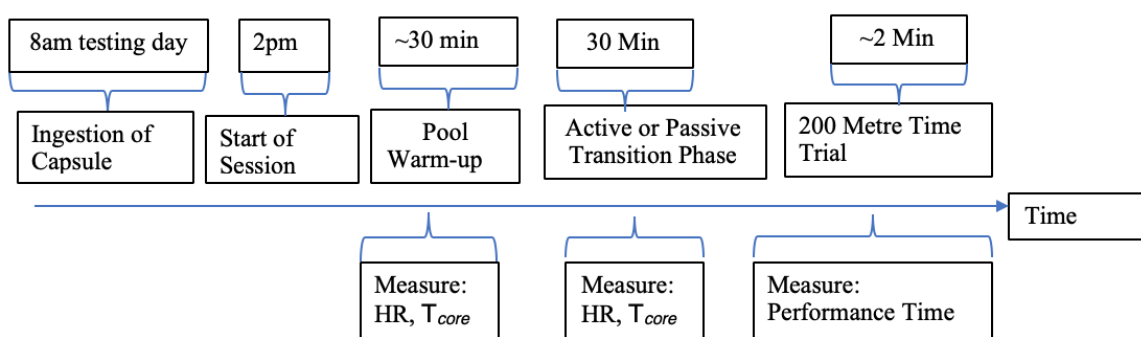 8am testing day
2pm
~30 min
30 Min
~2 Min
Ingestion of
Capsule
Start of
Session
Pool
Warm-up
Active or Passive
Transition Phase
200 Metre Time
Trial
Time
Measure:
HR, Tcore
Measure:
HR, Tcore
Measure:
Performance Time